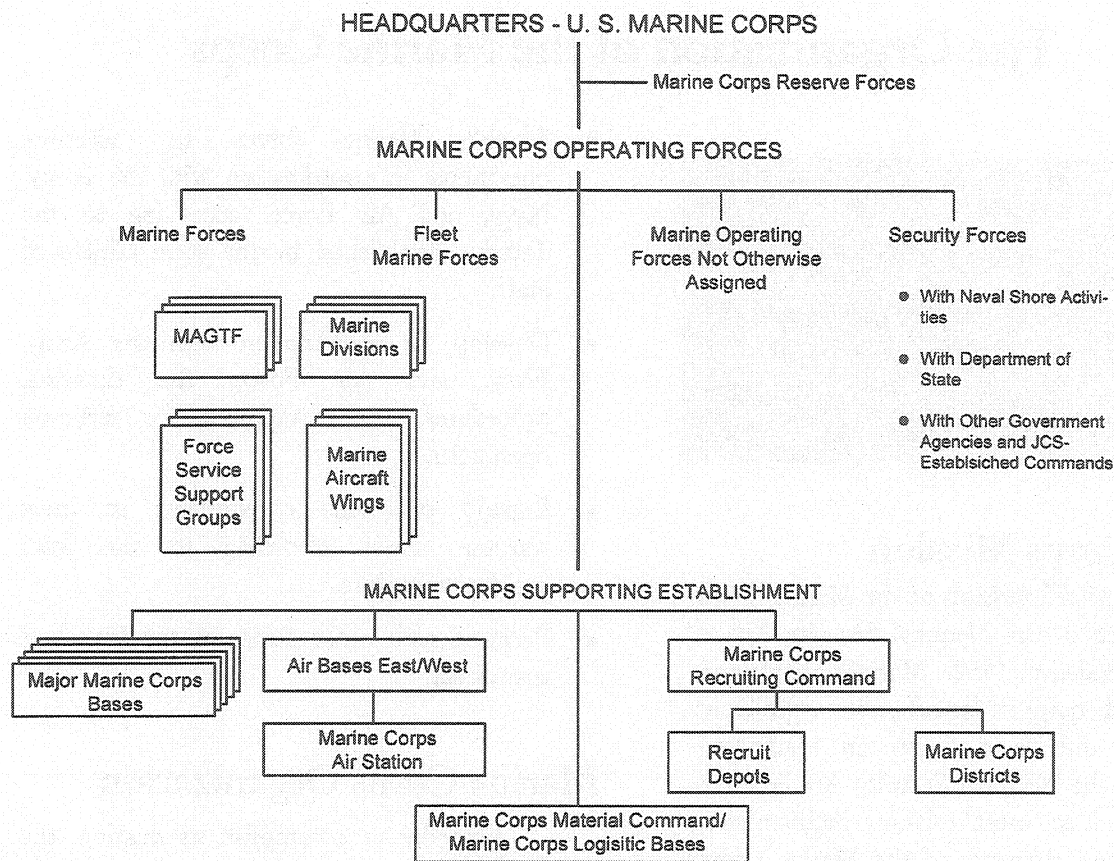 HEADQUARTERS - U. S. MARINE CORPS
Marine Corps Reserve Forces
MARINE CORPS OPERATING FORCES
Marine Forces
Fleet
Marine Forces
Marine Operating
Forces Not Otherwise
Assigned
Security Forces
MAGTF
Marine
Divisions
Force
Service
Support
Groups
Marine
Aircraft
Wings
• With Naval Shore Activi-
ties
• With Department of
State
• With Other Government
Agencies and JCS-
Establsiched Commands
MARINE CORPS SUPPORTING ESTABLISHMENT
Major Marine Corps
Bases
Air Bases East/West
Marine Corps
Air Station
Marine Corps
Recruiting Command
Recruit
Depots
Marine Corps
Districts
Marine Corps Material Command/
Marine Corps Logisitic Bases